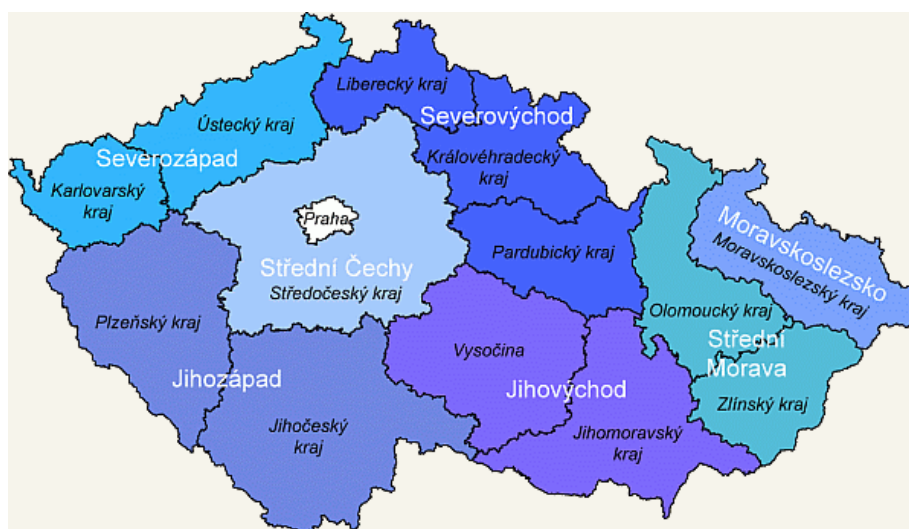 Liberecký kraj
Severovýchod
Ústecký kraj
Severozápad
Královéhradecký
kraj
Karlovarský
kraj
Praha
Pardubický kraj
Moravskoslezsko
Moravskoslezský kraj
Střední Čechy
Středočeský kraj
Olomoucký kraj
Plzeňský kraj
Střední
Morava
Vysočina
Jihozápad
Jihovýchod
Zlínský kraj
Jihočeský
kraj
Jihomoravský
kraj